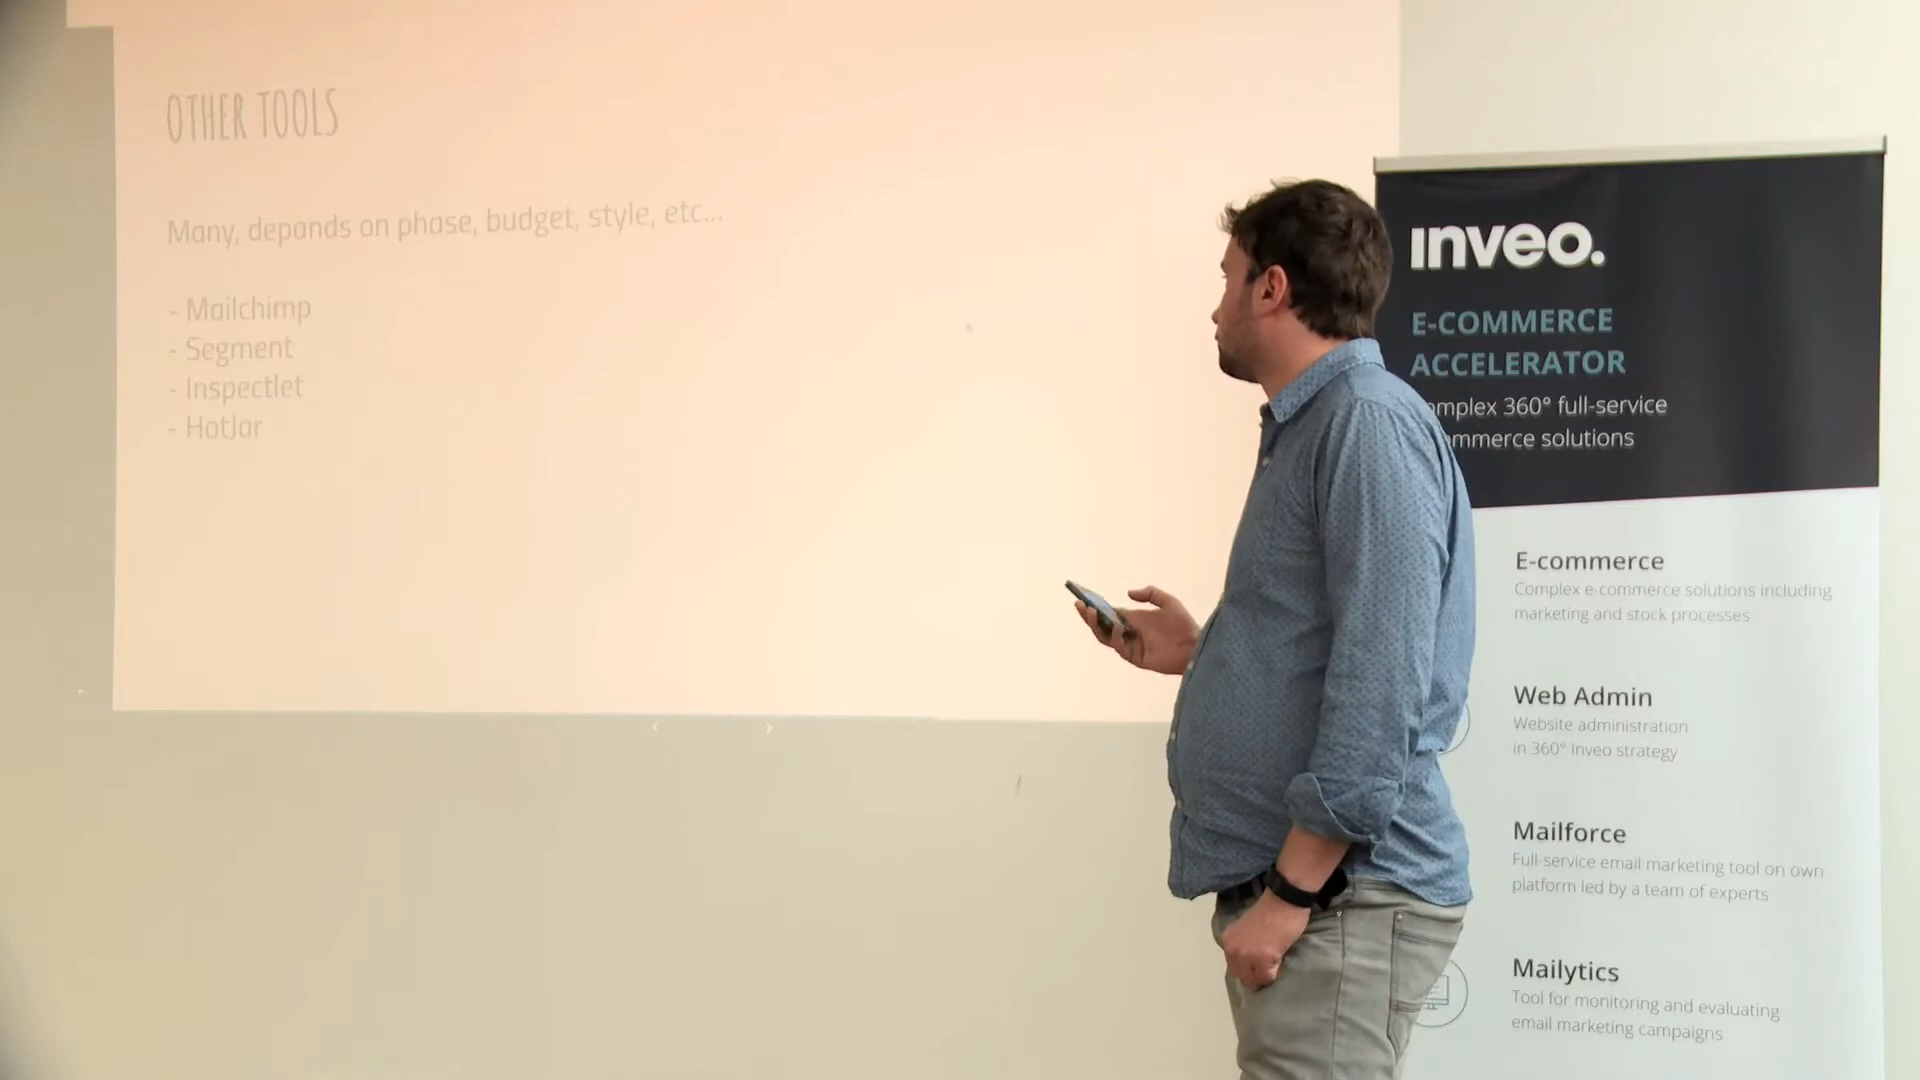 OTHER TOOLS
Many, depands on phase, budget, style, etc...
- Mailchimp
- Segment
- Inspectlet
- HotJar
inveo.
E-COMMERCE
ACCELERATOR
omplex 360° full-service
ommerce solutions
E-commerce
Complex e-commerce solutions including
marketing and stock processes
Web Admin
Website administration
in 360° Inveo strategy
Mailforce
Full-service email marketing tool on own
platform led by a team of experts
Mailytics
Tool for monitoring and evaluating
email marketing campaigns